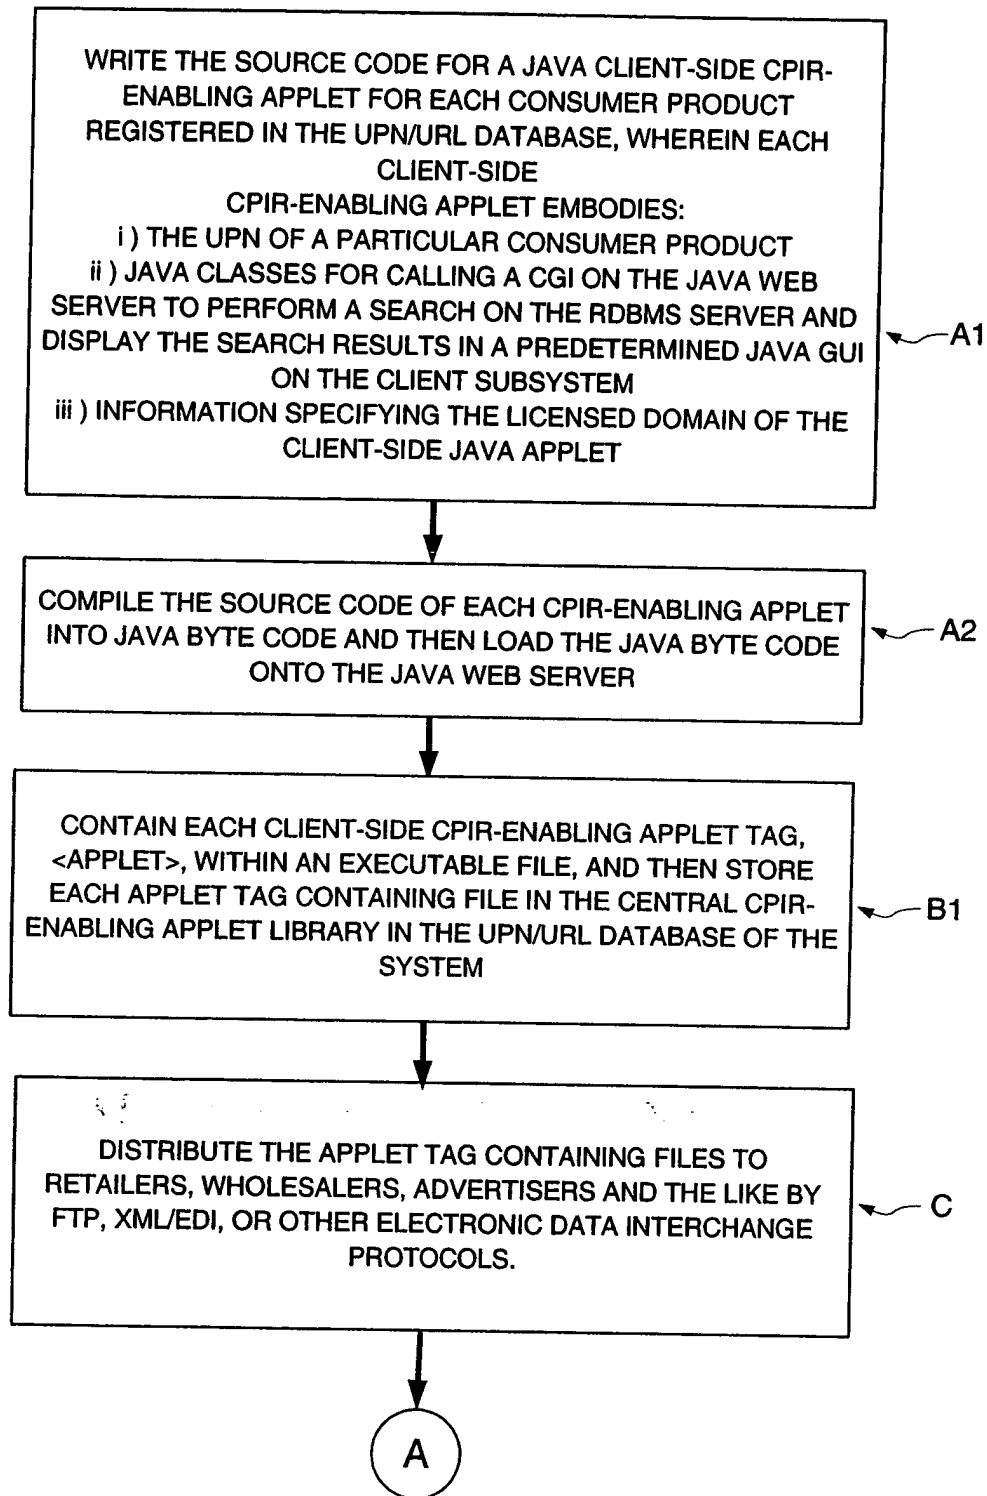 WRITE THE SOURCE CODE FOR A JAVA CLIENT-SIDE CPIR-
ENABLING APPLET FOR EACH CONSUMER PRODUCT
REGISTERED IN THE UPN/URL DATABASE, WHEREIN EACH
CLIENT-SIDE
CPIR-ENABLING APPLET EMBODIES:
i ) THE UPN OF A PARTICULAR CONSUMER PRODUCT
ii ) JAVA CLASSES FOR CALLING A CGI ON THE JAVA WEB
SERVER TO PERFORM A SEARCH ON THE RDBMS SERVER AND
DISPLAY THE SEARCH RESULTS IN A PREDETERMINED JAVA GUI
ON THE CLIENT SUBSYSTEM
iii ) INFORMATION SPECIFYING THE LICENSED DOMAIN OF THE
CLIENT-SIDE JAVA APPLET
A1
COMPILE THE SOURCE CODE OF EACH CPIR-ENABLING APPLET
INTO JAVA BYTE CODE AND THEN LOAD THE JAVA BYTE CODE
ONTO THE JAVA WEB SERVER
A2
CONTAIN EACH CLIENT-SIDE CPIR-ENABLING APPLET TAG,
<APPLET>, WITHIN AN EXECUTABLE FILE, AND THEN STORE
EACH APPLET TAG CONTAINING FILE IN THE CENTRAL CPIR-
ENABLING APPLET LIBRARY IN THE UPN/URL DATABASE OF THE
SYSTEM
B1
DISTRIBUTE THE APPLET TAG CONTAINING FILES TO
RETAILERS, WHOLESALERS, ADVERTISERS AND THE LIKE BY
FTP, XML/EDI, OR OTHER ELECTRONIC DATA INTERCHANGE
PROTOCOLS.
C
A